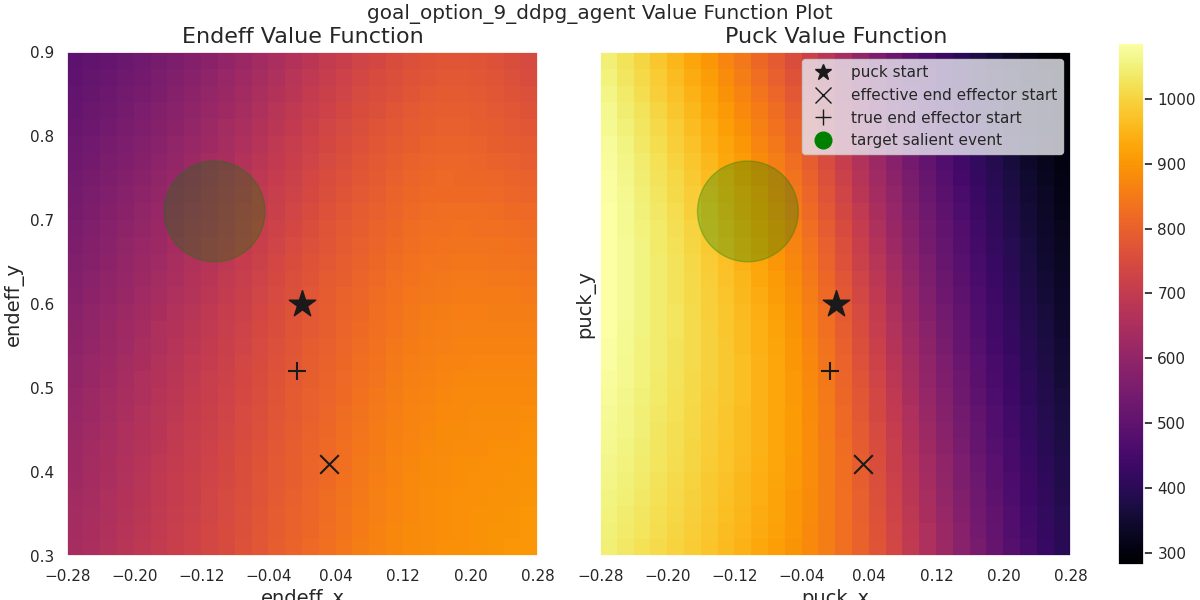 goal_option_9_ddpg_agent Value Function Plot
Endeff Value Function
Puck Value Function
0.9
0.8
0.7
0.6
0.5
0.4
0.3
endeff_y
−0.28 −0.20 −0.12 −0.04 0.04 0.12 0.20 0.28
endeff_x
puck start
effective end effector start
true end effector start
target salient event
puck_y
−0.28 −0.20 −0.12 −0.04 0.04 0.12 0.20 0.28
puck_x
1000
900
800
700
600
500
400
300